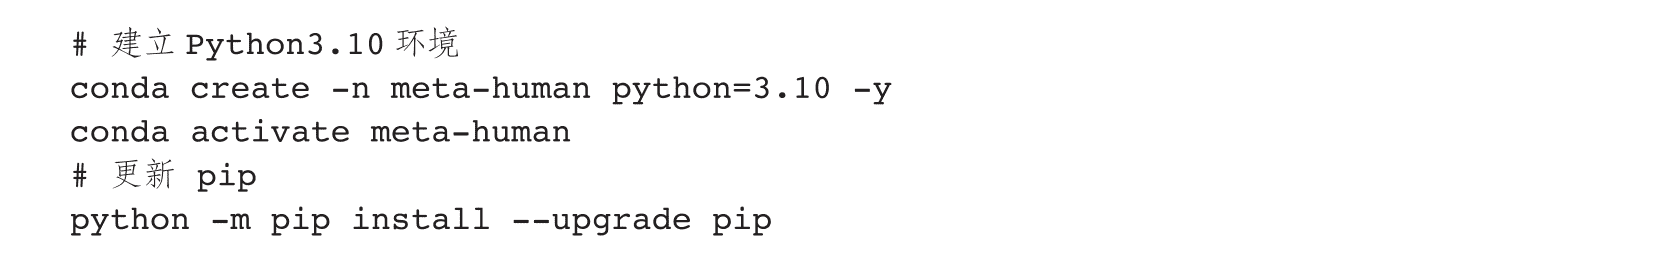 # 建立 Python3.10 环境
conda create -n meta-human python=3.10 -y
conda activate meta-human
# 更新 pip
python -m pip install --upgrade pip